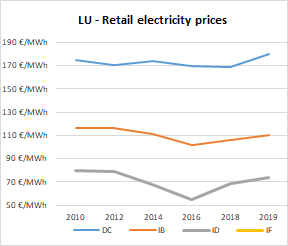 LU - Retail electricity prices
190 €/MWh
170 €/MWh
150 €/MWh
130 €/MWh
110 €/MWh
90 €/MWh
70 €/MWh
50 €/MWh
2010 2012 2014 2016 2018 2019
DC IB ID IF